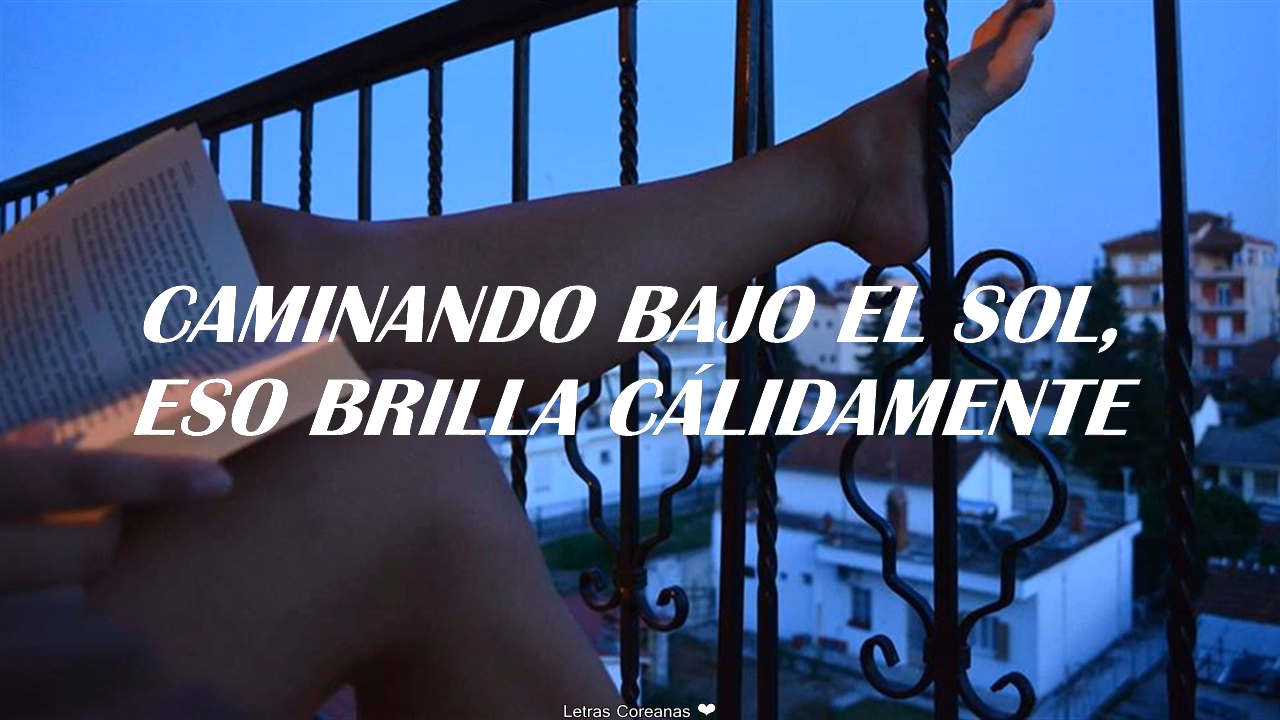 CAMINANDO BAJO EL SOL,
ESO BRILLA CÁLIDAMENTE
Letras Coreanas ❤